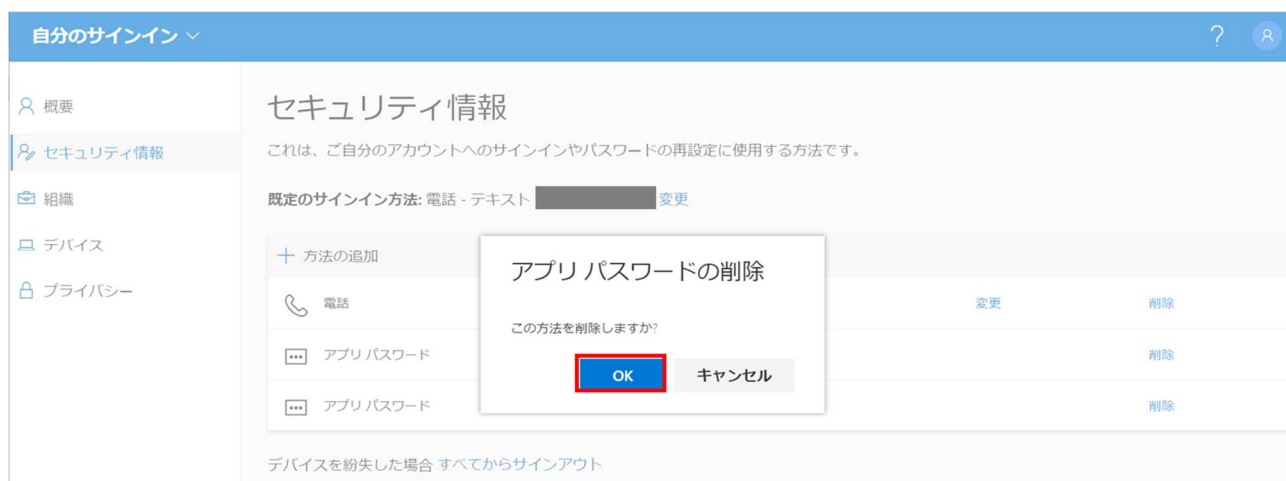 自分のサインイン
?
概要
セキュリティ情報
組織
デバイス
プライバシー
セキュリティ情報
これは、ご自分のアカウントへのサインインやパスワードの再設定に使用する方法です。
既定のサインイン方法: 電話 - テキスト 変更
+ 方法の追加
電話 変更 削除
アプリ パスワード 削除
アプリ パスワード 削除
デバイスを紛失した場合 すべてからサインアウト
アプリ パスワードの削除
この方法を削除しますか?
OK キャンセル